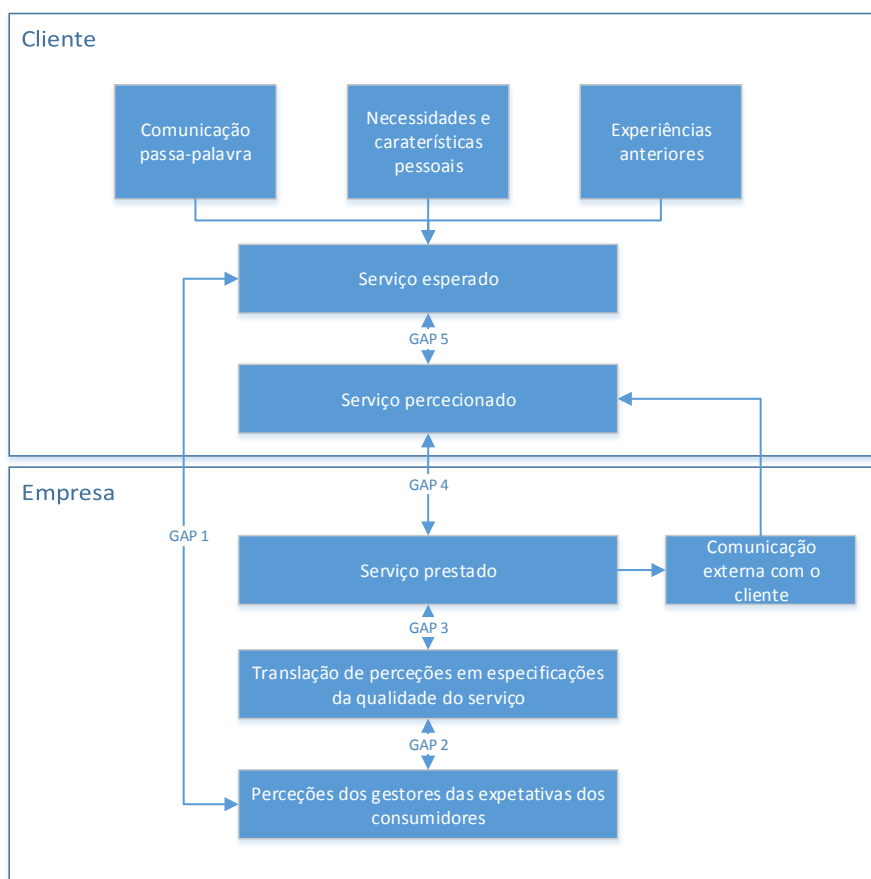 Cliente
Comunicação
passa-palavra
Necessidades e
caraterísticas
pessoais
Experiências
anteriores
Serviço esperado
GAP 5
Serviço percecionado
Empresa
GAP 4
GAP 1
Serviço prestado
Comunicação
externa com o
cliente
GAP 3
Translação de perceções em especificações
da qualidade do serviço
GAP 2
Perceções dos gestores das expetativas dos
consumidores